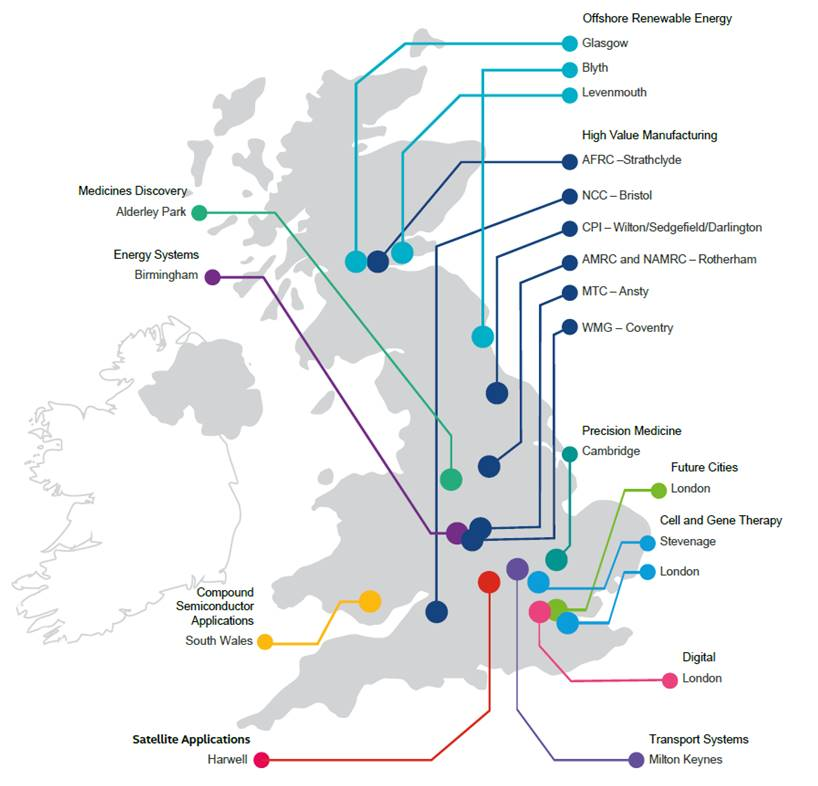 Offshore Renewable Energy
Glasgow
Blyth
Levenmouth
High Value Manufacturing
AFRC –Strathclyde
NCC – Bristol
CPI – Wilton/Sedgefield/Darlington
AMRC and NAMRC – Rotherham
MTC – Ansty
WMG – Coventry
Medicines Discovery
Alderley Park
Energy Systems
Birmingham
Precision Medicine
Cambridge
Future Cities
London
Cell and Gene Therapy
Stevenage
London
Compound
Semiconductor
Applications
South Wales
Digital
London
Satellite Applications
Harwell
Transport Systems
Milton Keynes